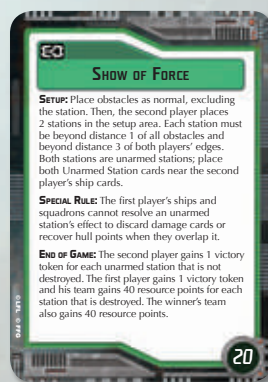 Show of Force
Setup: Place obstacles as normal, excluding
the station. Then, the second player places
2 stations in the setup area. Each station must
be beyond distance 1 of all obstacles and
beyond distance 3 of both players' edges.
Both stations are unarmed stations; place
both Unarmed Station cards near the second
player's ship cards.
Special Rule: The first player's ships and
squadrons cannot resolve an unarmed
station's effect to discard damage cards or
recover hull points when they overlap it.
End of Game: The second player gains 1 victory
token for each unarmed station that is not
destroyed. The first player gains 1 victory token
and his team gains 40 resource points for each
station that is destroyed. The winner's team
also gains 40 resource points.
©LFL ©FFG
20